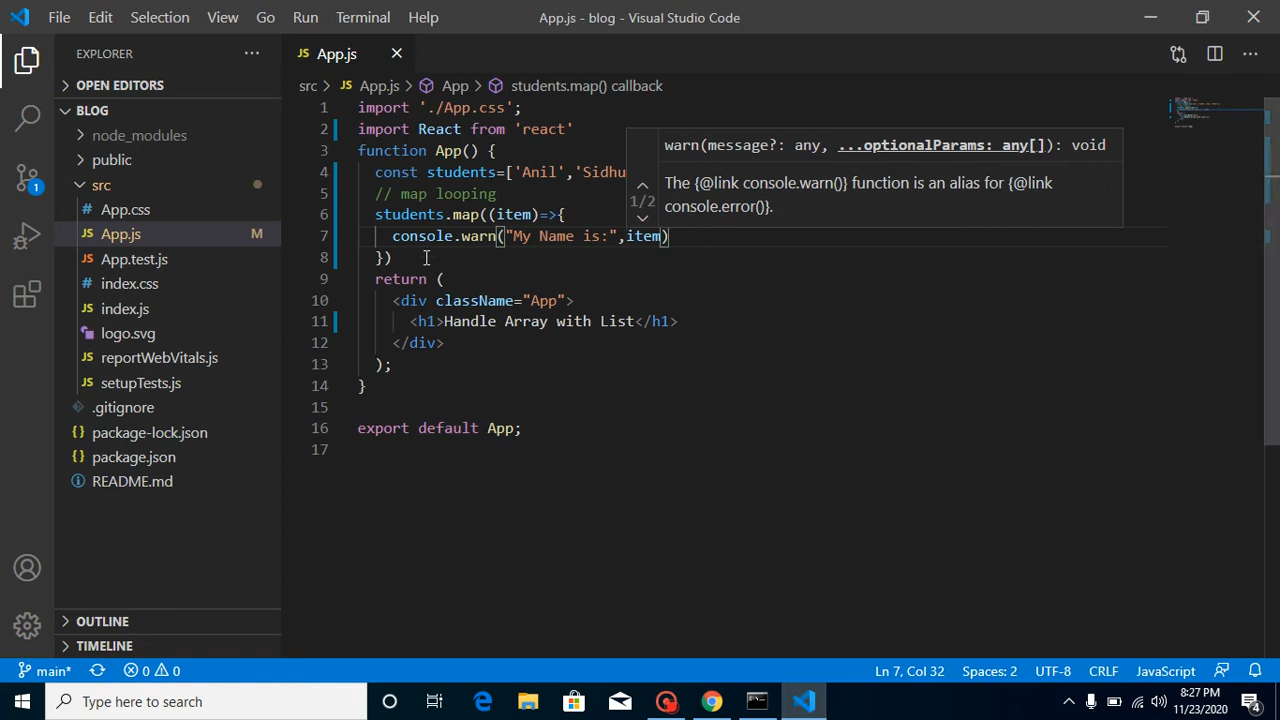 File Edit Selection View Go Run Terminal Help App.js - blog - Visual Studio Code
EXPLORER ··· JS App.js ×
OPEN EDITORS
src > JS App.js > App > students.map() callback
BLOG
node_modules
public
src
App.css
JS App.js M
App.test.js
index.css
index.js
logo.svg
reportWebVitals.js
setupTests.js
.gitignore
package-lock.json
package.json
README.md
OUTLINE
TIMELINE
1
1 import './App.css';
2 import React from 'react'
3 function App() {
4 const students=['Anil','Sidhu
5 // map looping
6 students.map((item)=>{
7 console.warn("My Name is:",item)
8 })
9 return (
10 <div className="App">
11 <h1>Handle Array with List</h1>
12 </div>
13 );
14 }
15
16 export default App;
17
warn(message?: any, ...optionalParams: any[]): void
1/2
The {@link console.warn()} function is an alias for {@link
console.error()}.
main* 0 0 Ln 7, Col 32 Spaces: 2 UTF-8 CRLF JavaScript
Type here to search
8:27 PM
11/23/2020
4